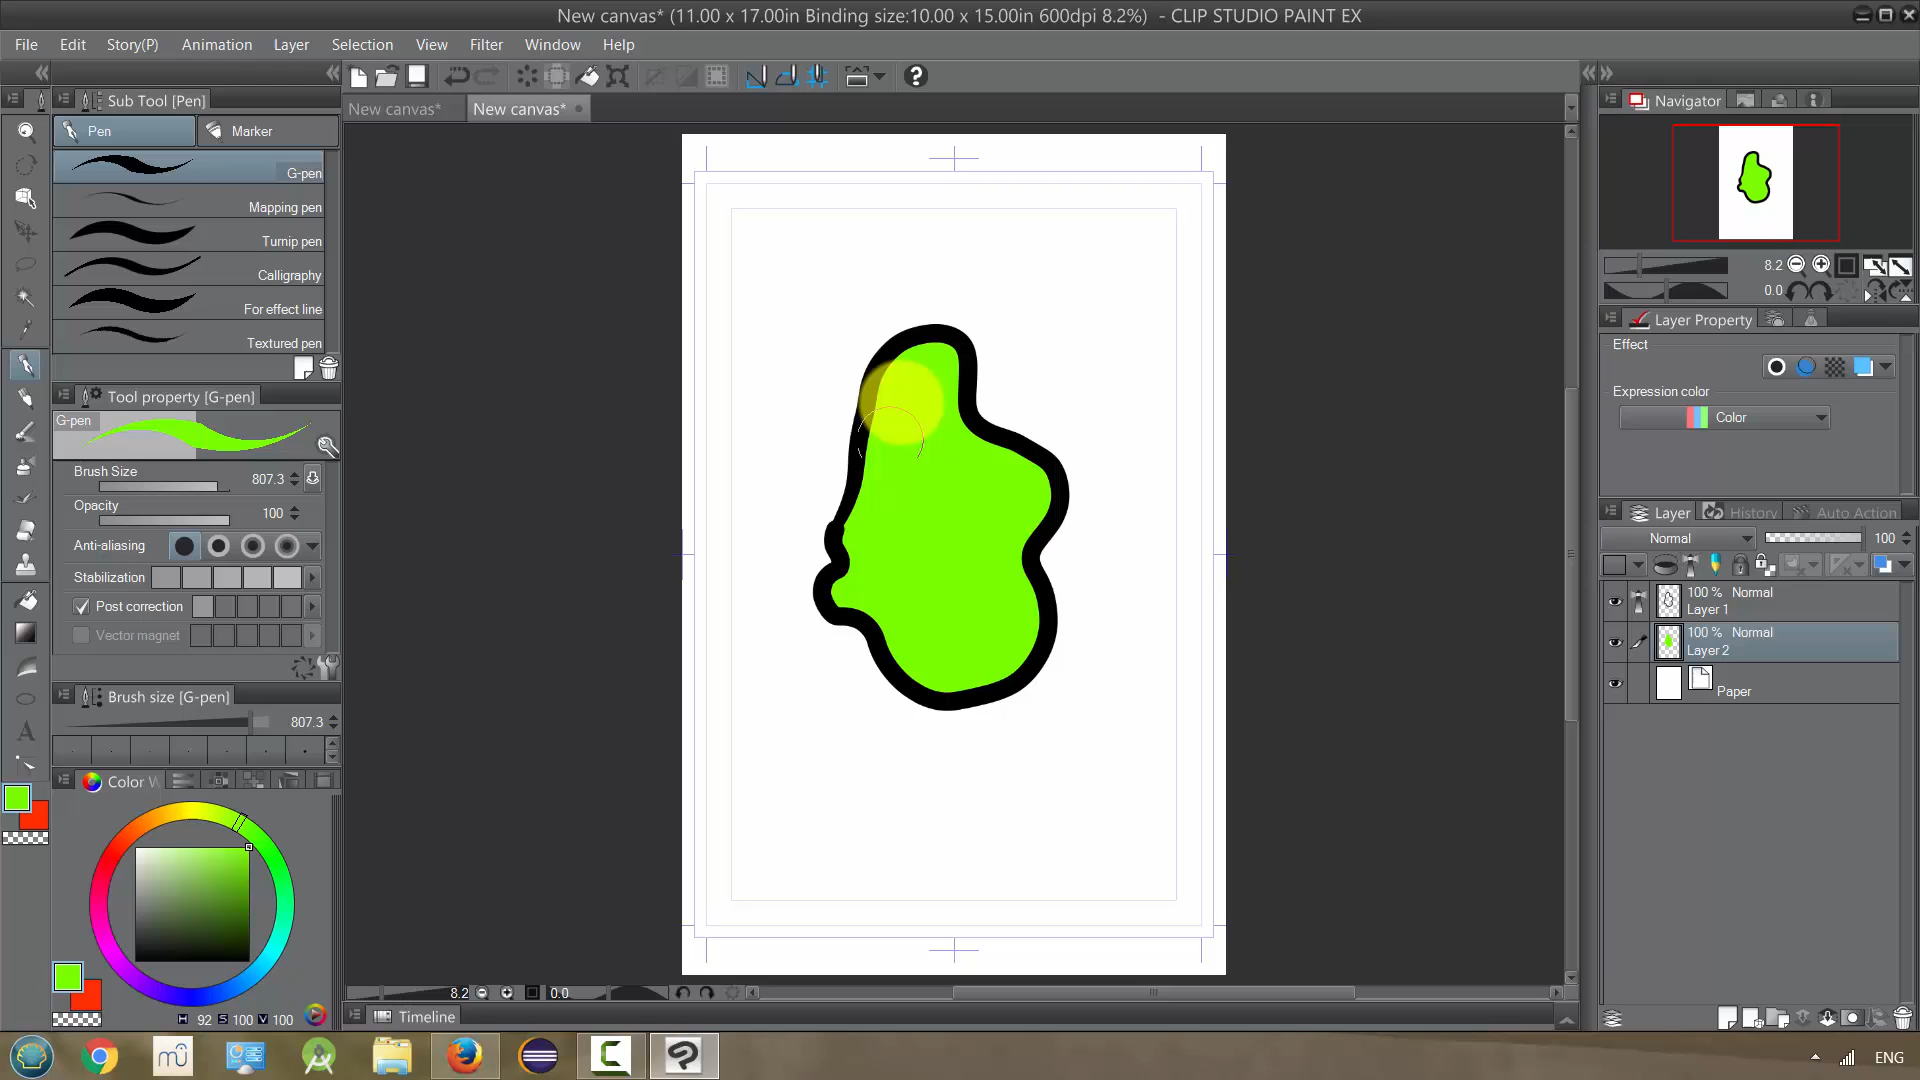 New canvas* (11.00 x 17.00in Binding size:10.00 x 15.00in 600dpi 8.2%) - CLIP STUDIO PAINT EX
File Edit Story(P) Animation Layer Selection View Filter Window Help
Sub Tool [Pen]
New canvas* New canvas*
Navigator
Pen Marker
G-pen
Mapping pen
Turnip pen
Calligraphy
For effect line
Textured pen
8.2
0.0
Layer Property
Effect
Expression color
Color
Tool property [G-pen]
G-pen
Brush Size 807.3
Opacity 100
Anti-aliasing
Stabilization
Post correction
Vector magnet
Layer History Auto Action
Normal 100
100 % Normal
Layer 1
100 % Normal
Layer 2
Paper
Brush size [G-pen]
807.3
Color
H 92 S 100 V 100
8.2 0.0
Timeline
ENG